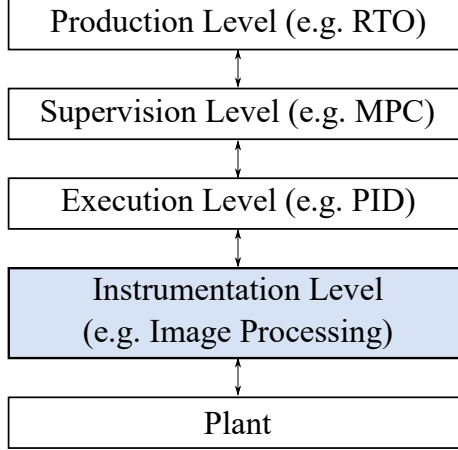 Production Level (e.g. RTO)
Supervision Level (e.g. MPC)
Execution Level (e.g. PID)
Instrumentation Level
(e.g. Image Processing)
Plant